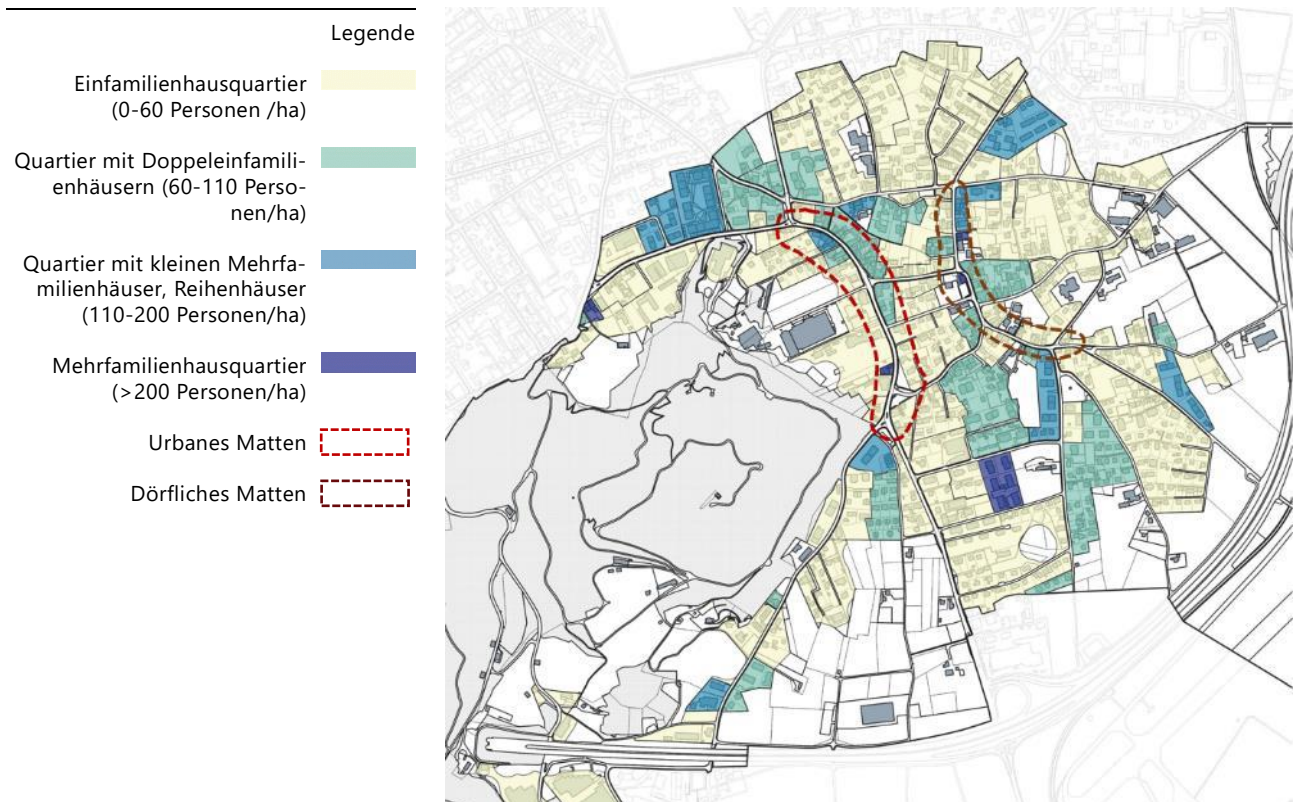 Legende
Einfamilienhausquartier
(0-60 Personen /ha)
Quartier mit Doppeleinfamili-
enhäusern (60-110 Perso-
nen/ha)
Quartier mit kleinen Mehrfa-
milienhäuser, Reihenhäuser
(110-200 Personen/ha)
Mehrfamilienhausquartier
(>200 Personen/ha)
Urbanes Matten
Dörfliches Matten